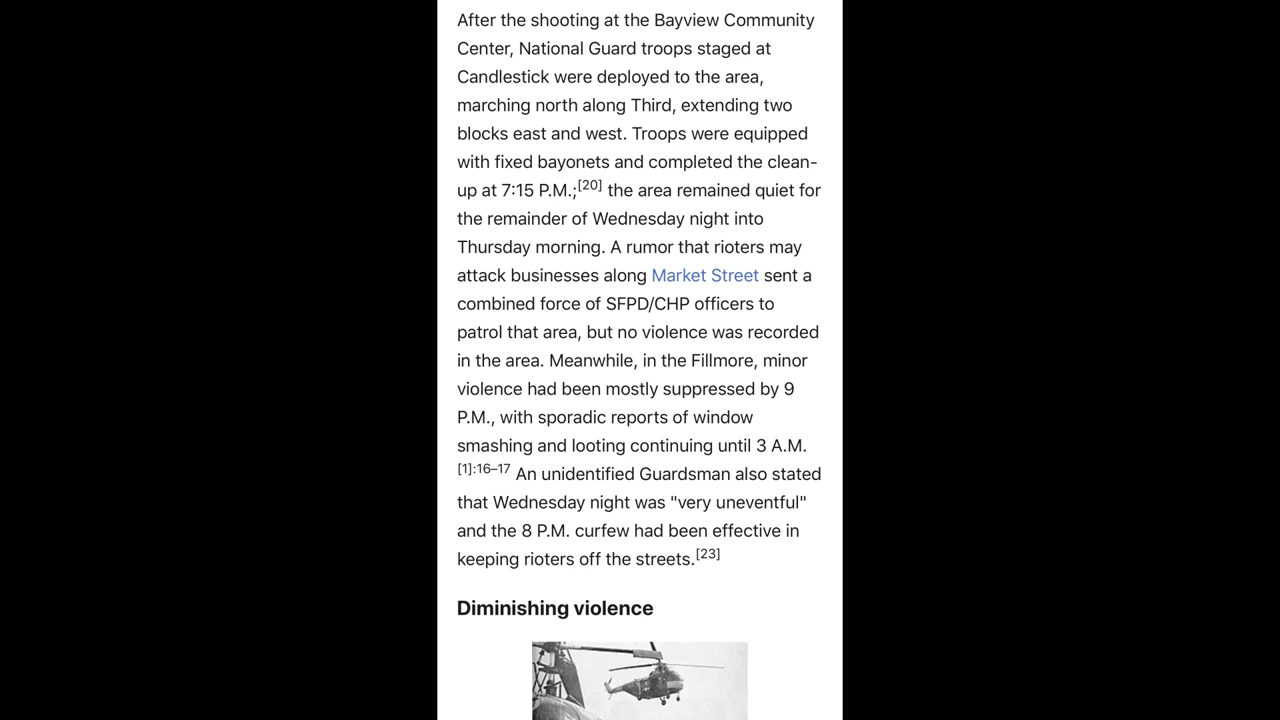 After the shooting at the Bayview Community
Center, National Guard troops staged at
Candlestick were deployed to the area,
marching north along Third, extending two
blocks east and west. Troops were equipped
with fixed bayonets and completed the clean-
up at 7:15 P.M.;[20] the area remained quiet for
the remainder of Wednesday night into
Thursday morning. A rumor that rioters may
attack businesses along Market Street sent a
combined force of SFPD/CHP officers to
patrol that area, but no violence was recorded
in the area. Meanwhile, in the Fillmore, minor
violence had been mostly suppressed by 9
P.M., with sporadic reports of window
smashing and looting continuing until 3 A.M.
[1]:16–17 An unidentified Guardsman also stated
that Wednesday night was "very uneventful"
and the 8 P.M. curfew had been effective in
keeping rioters off the streets.[23]
Diminishing violence